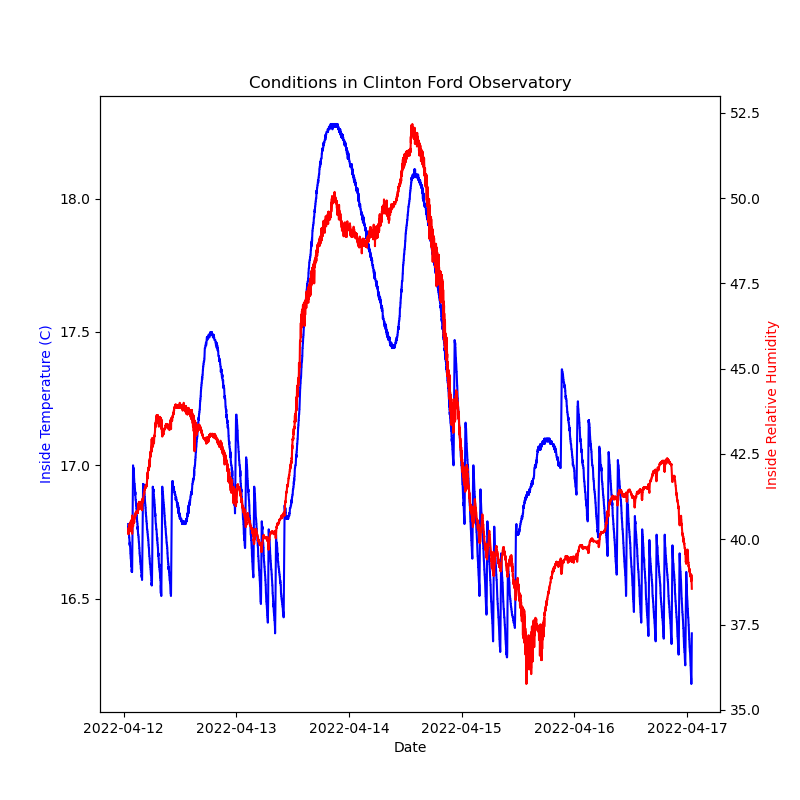 Conditions in Clinton Ford Observatory
Inside Temperature (C)
18.0
17.5
17.0
16.5
52.5
50.0
47.5
45.0
42.5
40.0
37.5
35.0
Inside Relative Humidity
2022-04-12 2022-04-13 2022-04-14 2022-04-15 2022-04-16 2022-04-17
Date